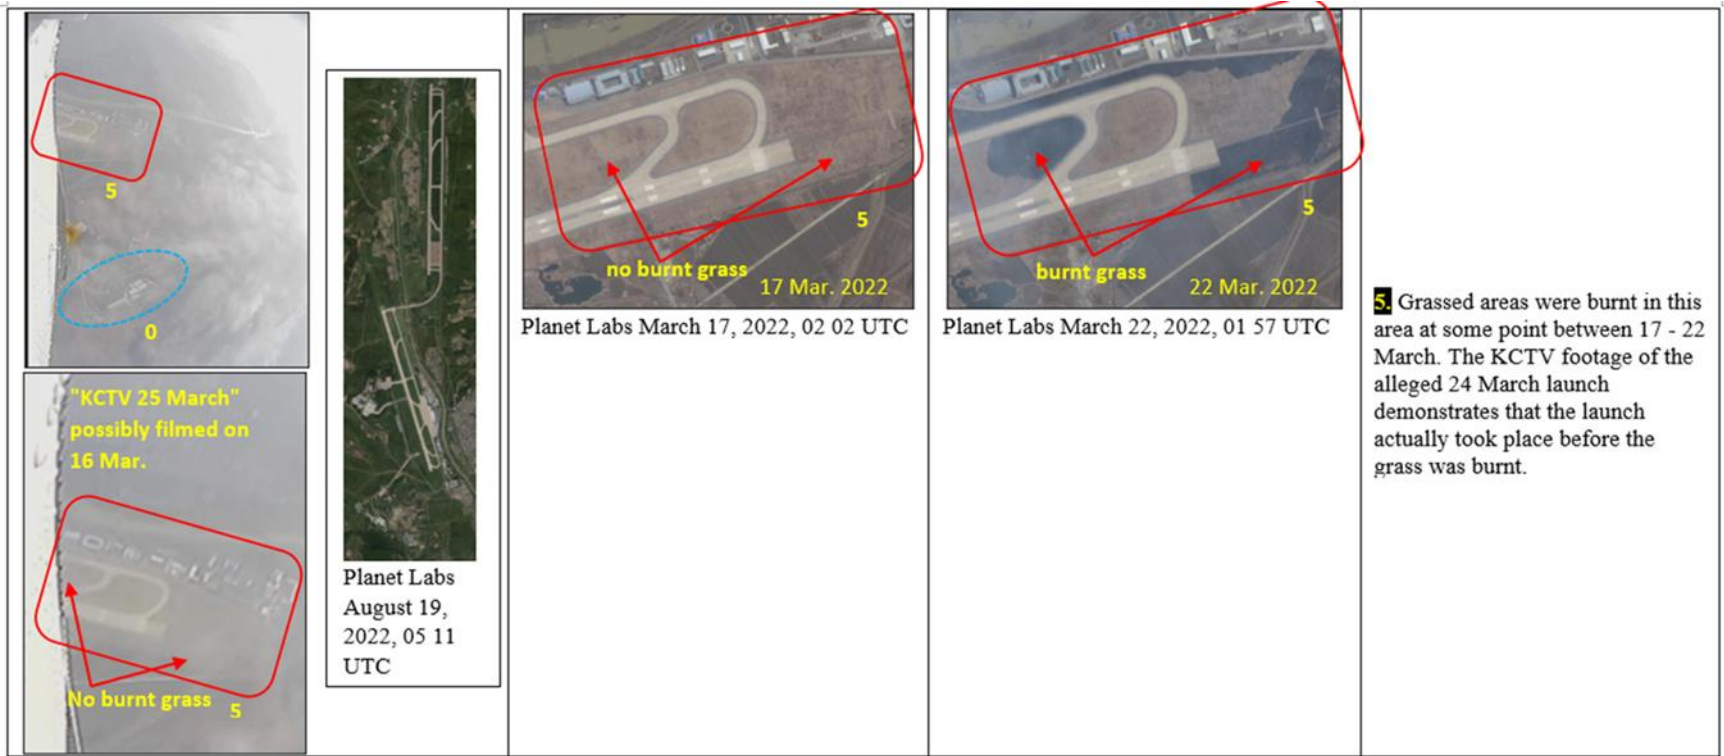 5
0
"KCTV 25 March"
possibly filmed on
16 Mar.
No burnt grass
5
Planet Labs
August 19,
2022, 05 11
UTC
5
no burnt grass
17 Mar. 2022
Planet Labs March 17, 2022, 02 02 UTC
5
burnt grass
22 Mar. 2022
Planet Labs March 22, 2022, 01 57 UTC
5. Grassed areas were burnt in this
area at some point between 17 - 22
March. The KCTV footage of the
alleged 24 March launch
demonstrates that the launch
actually took place before the
grass was burnt.